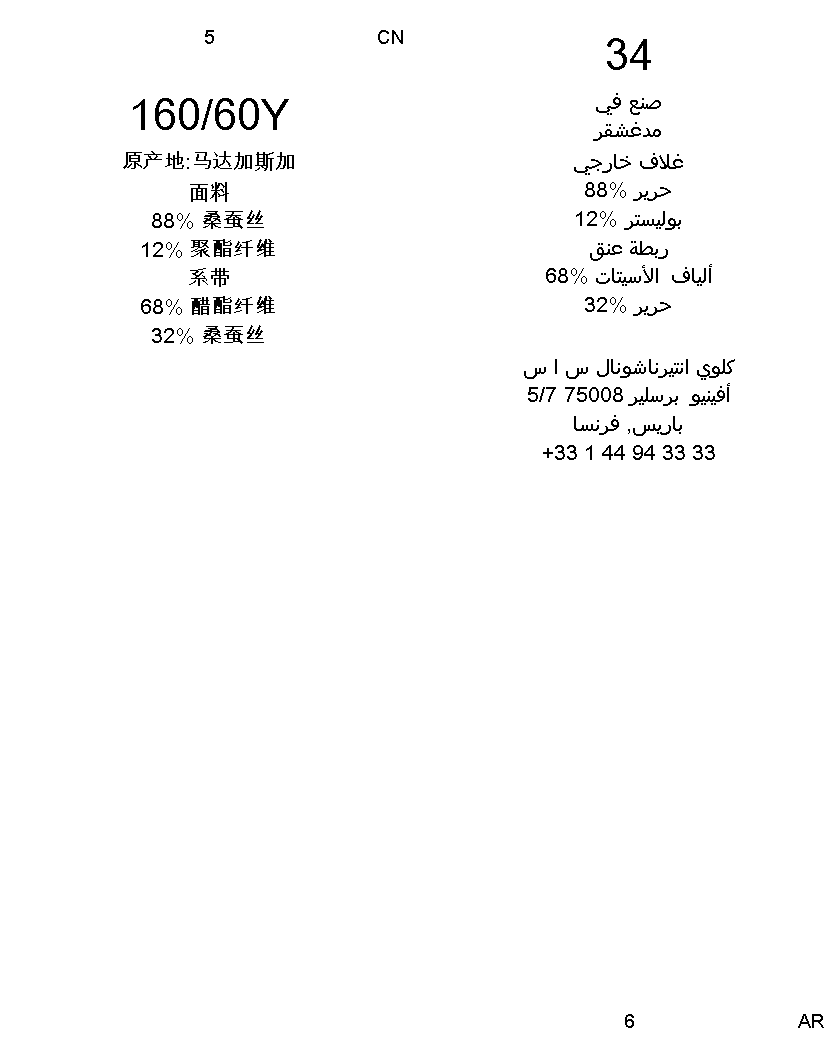 5
CN
160/60Y
原产地:马达加斯加
面料
88% 桑蚕丝
12% 聚酯纤维
系带
68% 醋酯纤维
32% 桑蚕丝
34
صنع في
مدغشقر
غلاف خارجي
88% حرير
12% بوليستر
ربطة عنق
68% ألياف الأسيتات
32% حرير
كلوي انتيرناشونال س ا س
5/7 أفينيو برسلير 75008
باريس, فرنسا
+33 1 44 94 33 33
6
AR